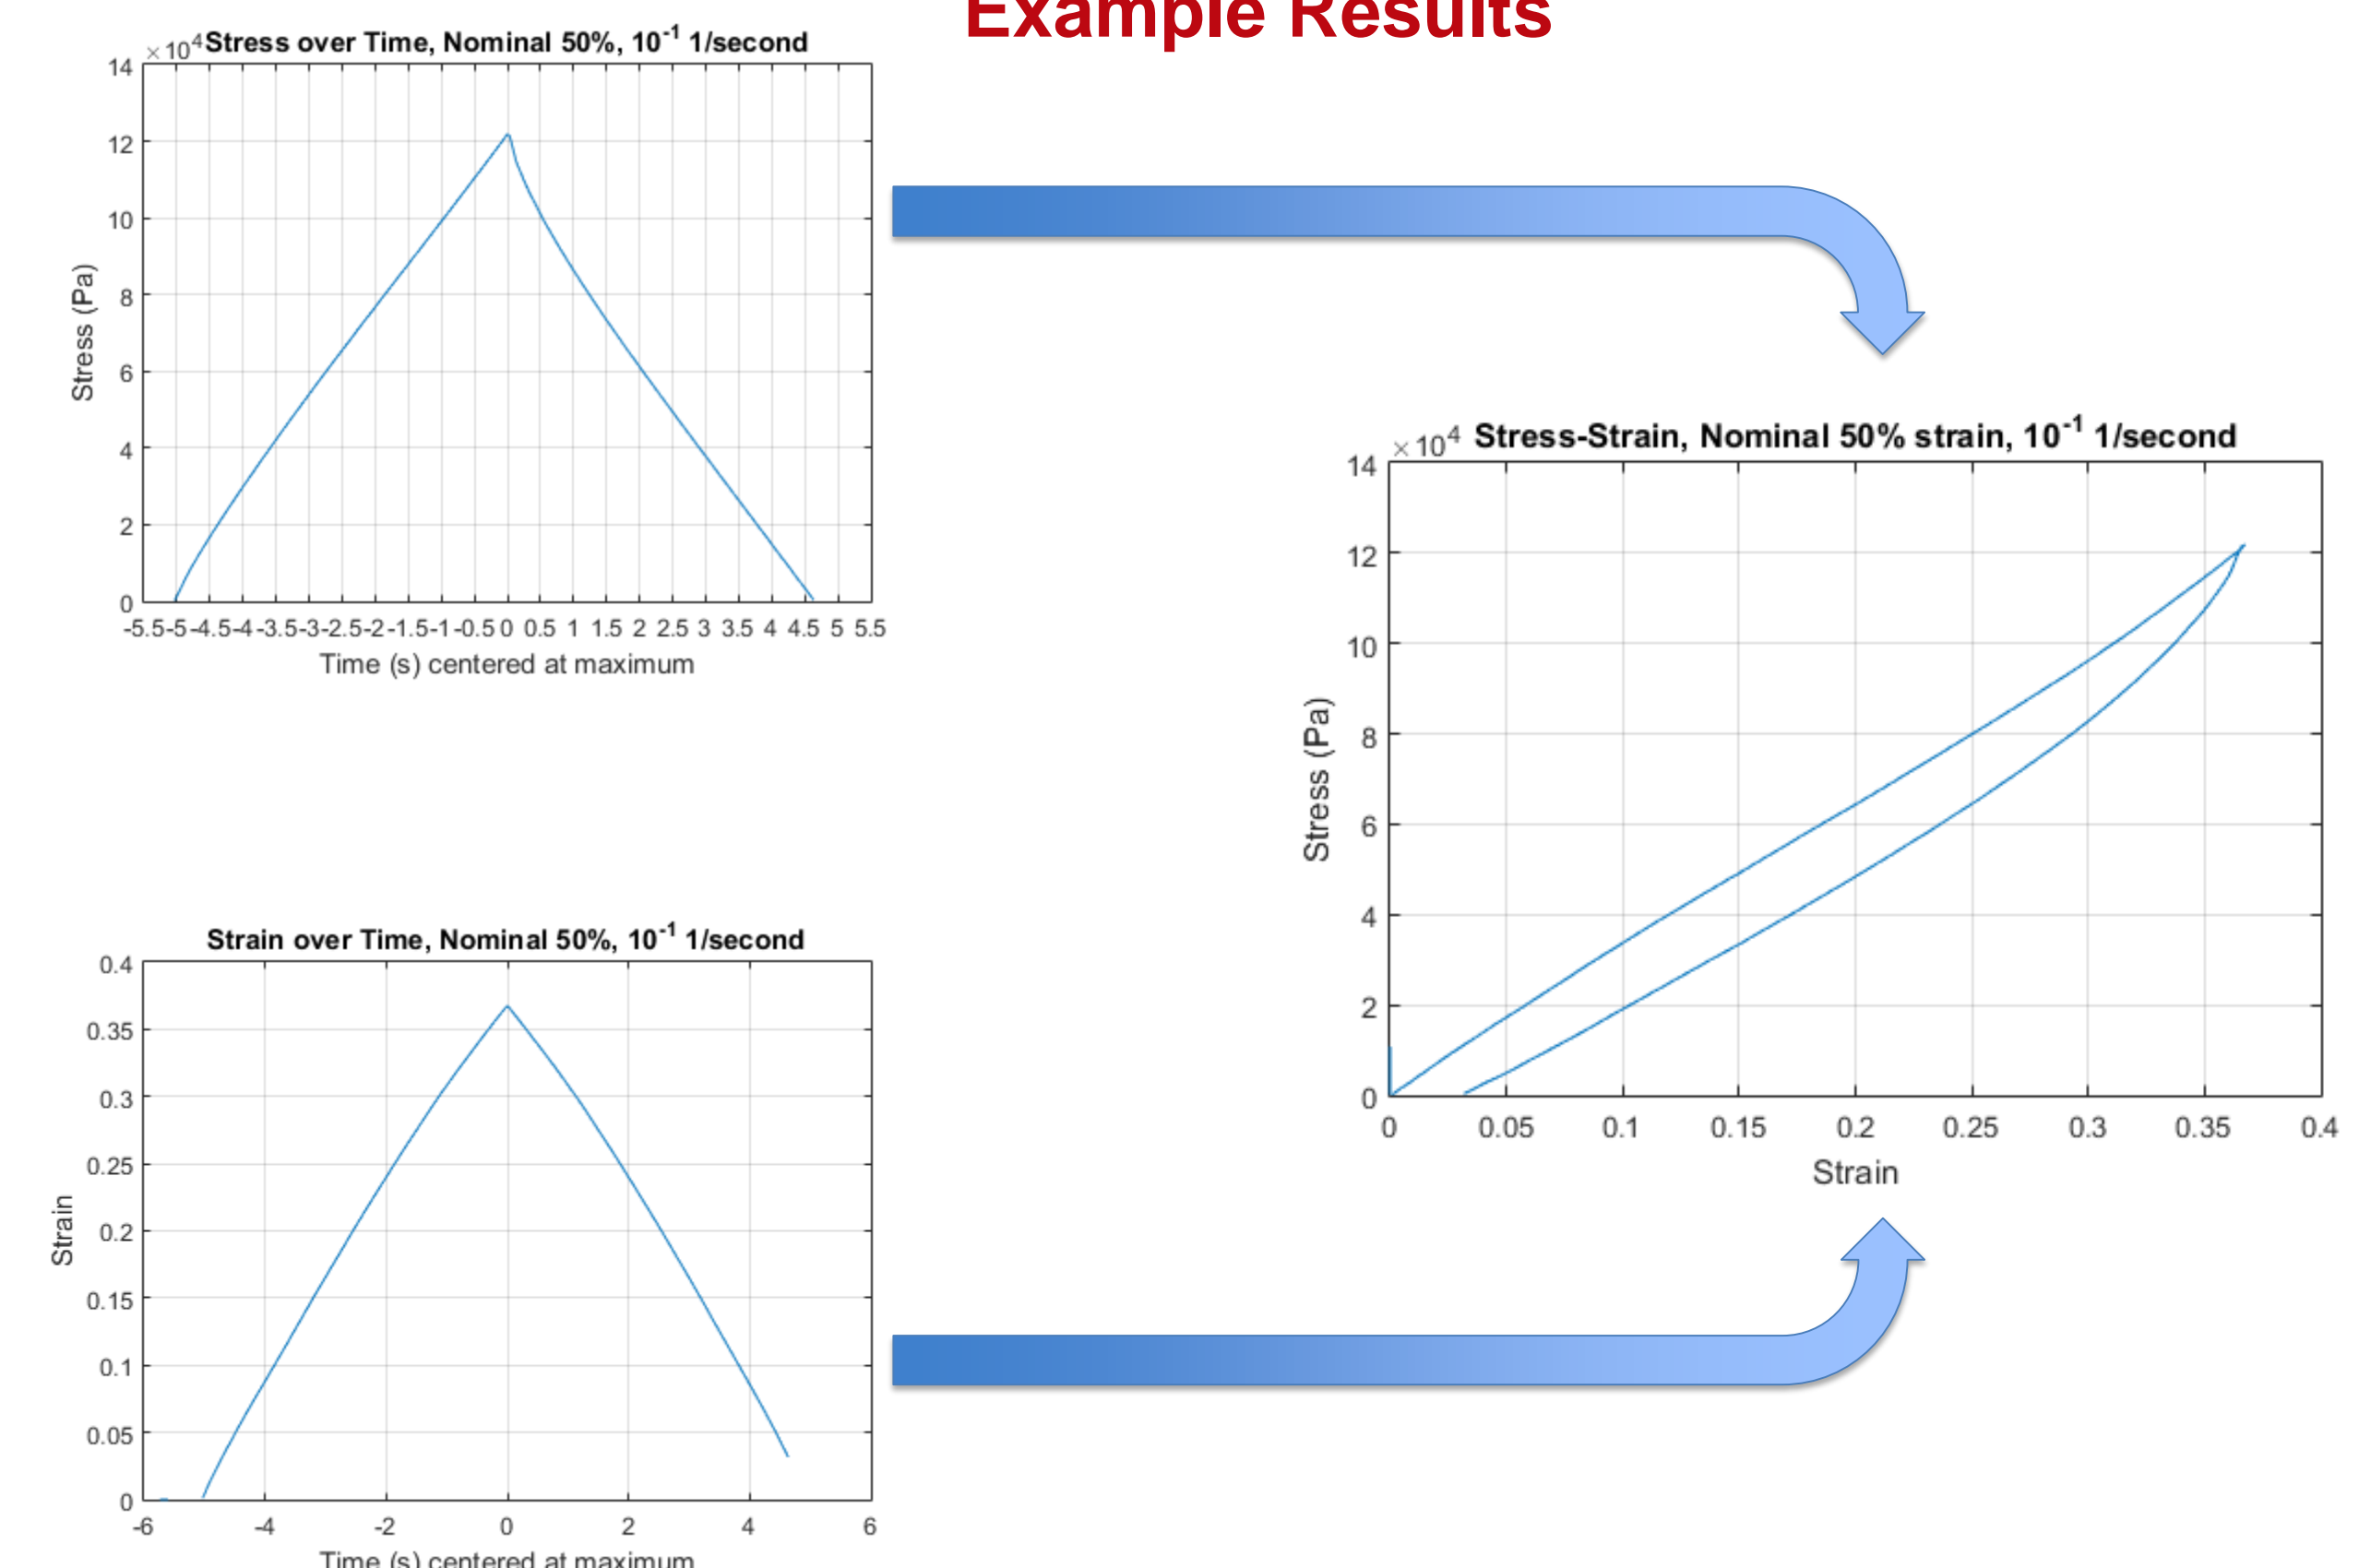 Example Results
×10⁴ Stress over Time, Nominal 50%, 10⁻¹ 1/second
14
12
10
8
6
4
2
0
Stress (Pa)
-5.5 -5 -4.5 -4 -3.5 -3 -2.5 -2 -1.5 -1 -0.5 0 0.5 1 1.5 2 2.5 3 3.5 4 4.5 5 5.5
Time (s) centered at maximum
×10⁴ Stress-Strain, Nominal 50% strain, 10⁻¹ 1/second
14
12
10
8
6
4
2
0
Stress (Pa)
0 0.05 0.1 0.15 0.2 0.25 0.3 0.35 0.4
Strain
Strain over Time, Nominal 50%, 10⁻¹ 1/second
0.4
0.35
0.3
0.25
0.2
0.15
0.1
0.05
0
Strain
-6 -4 -2 0 2 4 6
Time (s) centered at maximum